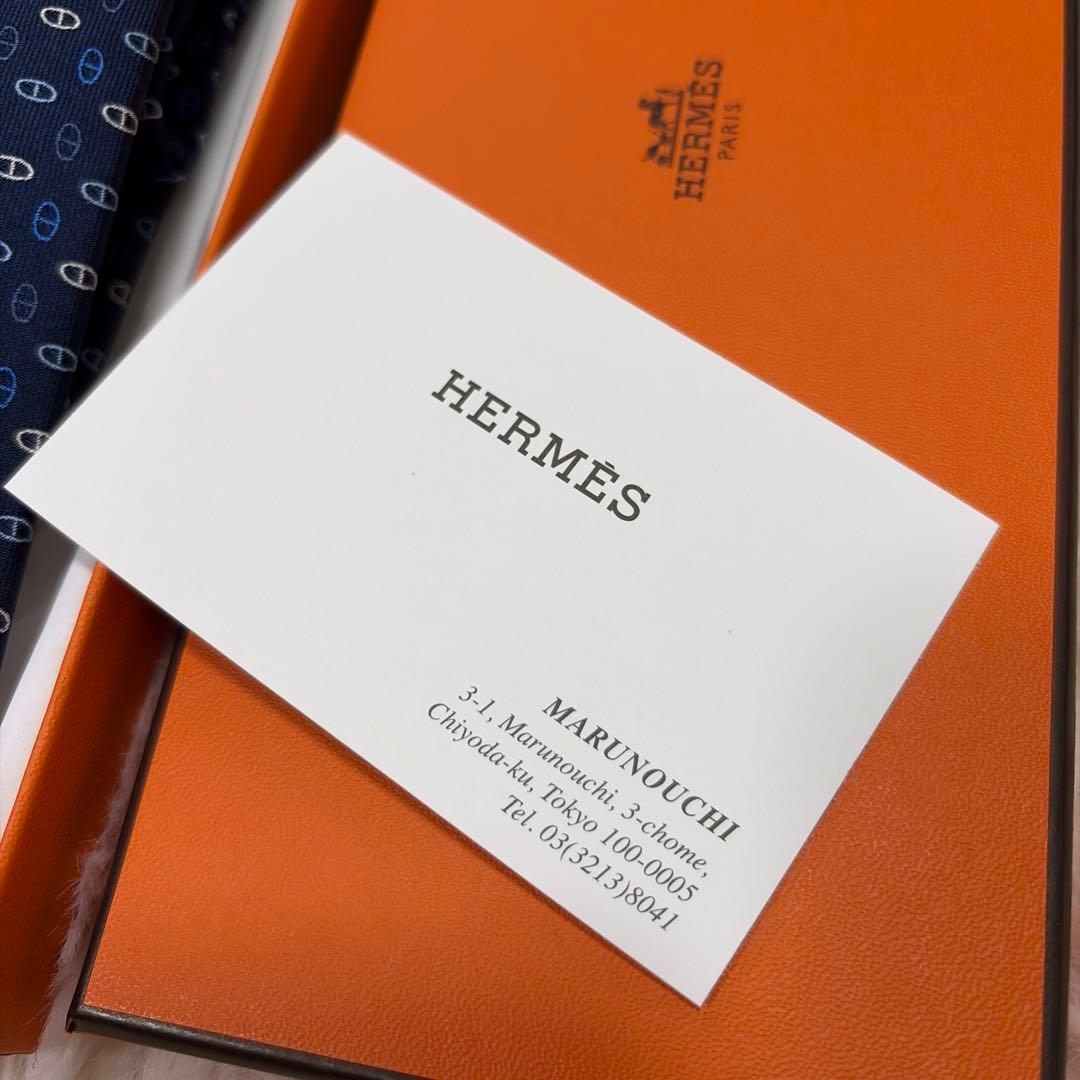 HERMÈS
PARIS
HERMÈS
MARUNOUCHI
3-1, Marunouchi, 3-chome,
Chiyoda-ku, Tokyo 100-0005
Tel. 03(3213)8041